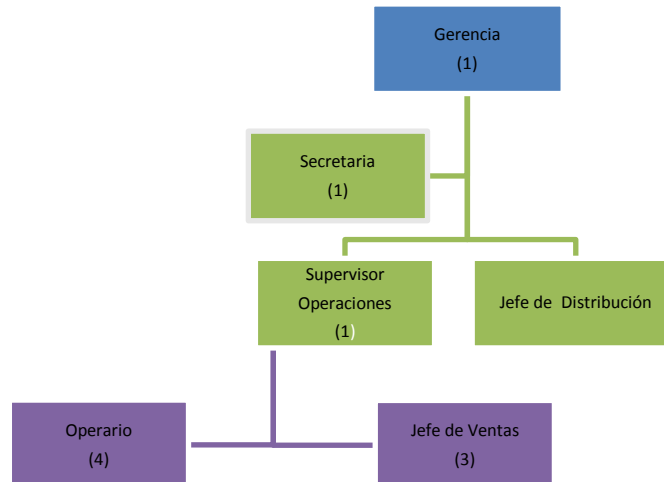 Gerencia
(1)
Secretaria
(1)
Supervisor
Operaciones
(1)
Jefe de Distribución
Operario
(4)
Jefe de Ventas
(3)